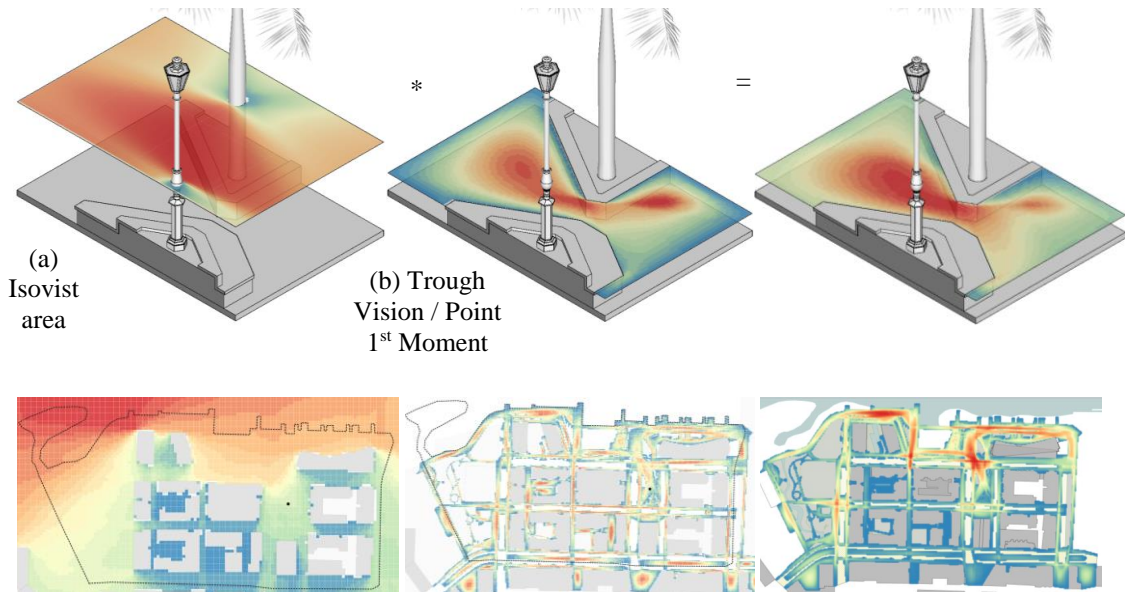 *
=
(a)
Isovist
area
(b) Trough
Vision / Point
1st Moment